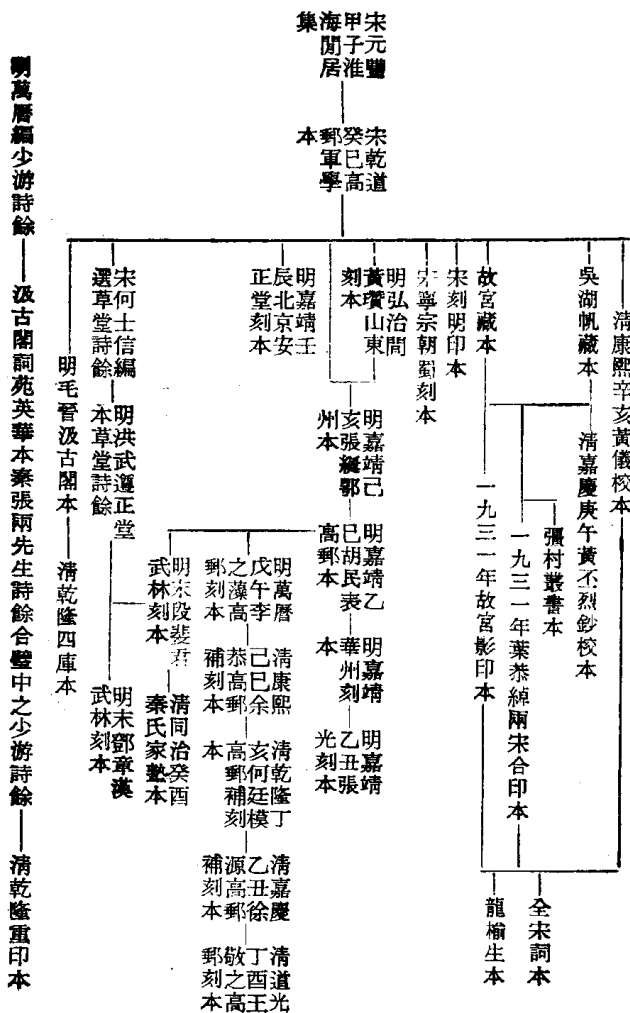 宋元豐
甲子淮
海閒居
集
宋乾道
癸巳高
郵軍學
本
清康熙辛亥黃儀校本
吳湖帆藏本
清嘉慶庚午黃丕烈鈔校本
彊村叢書本
一九三一年葉恭綽兩宋合印本
故宮藏本
一九三一年故宮影印本
全宋詞本
龍榆生本
宋刻明印本
宋寧宗朝蜀刻本
明弘治間
黃瓚山東
刻本
明嘉靖己
亥張綖鄂
州本
明嘉靖乙
巳胡民表
高郵本
明嘉靖
華州刻
本
明嘉靖
乙丑張
光刻本
明嘉靖壬
辰北京安
正堂刻本
明萬曆
戊午李
之藻高
郵刻本
清康熙
己巳余
恭高郵
補刻本
清乾隆丁
亥何廷模
高郵補刻
本
清嘉慶
乙丑徐
源高郵
補刻本
清道光
丁酉王
敬之高
郵刻本
明末段斐君
武林刻本
清同治癸酉
秦氏家塾本
宋何士信編
選草堂詩餘
明洪武遵正堂
本草堂詩餘
明末鄧章漢
武林刻本
明毛晉汲古閣本
清乾隆四庫本
明萬曆編少游詩餘
汲古閣詞苑英華本秦張兩先生詩餘合璧中之少游詩餘
清乾隆重印本